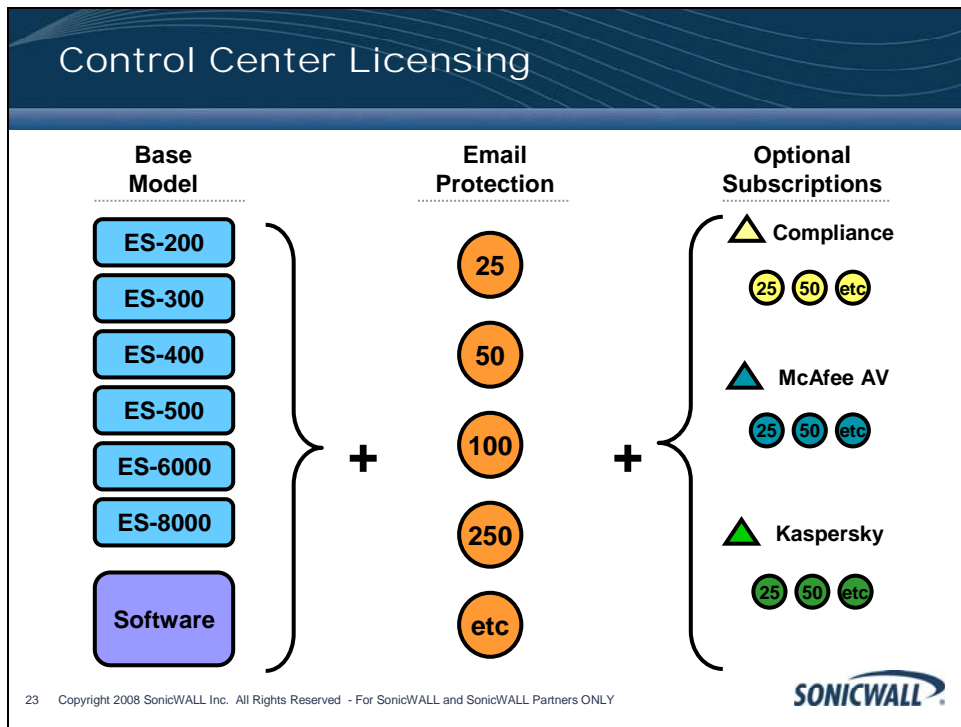 Control Center Licensing
Base
Model
ES-200
ES-300
ES-400
ES-500
ES-6000
ES-8000
Software
+
Email
Protection
25
50
100
250
etc
+
Optional
Subscriptions
Compliance
25 50 etc
McAfee AV
25 50 etc
Kaspersky
25 50 etc
23 Copyright 2008 SonicWALL Inc. All Rights Reserved - For SonicWALL and SonicWALL Partners ONLY
SONICWALL